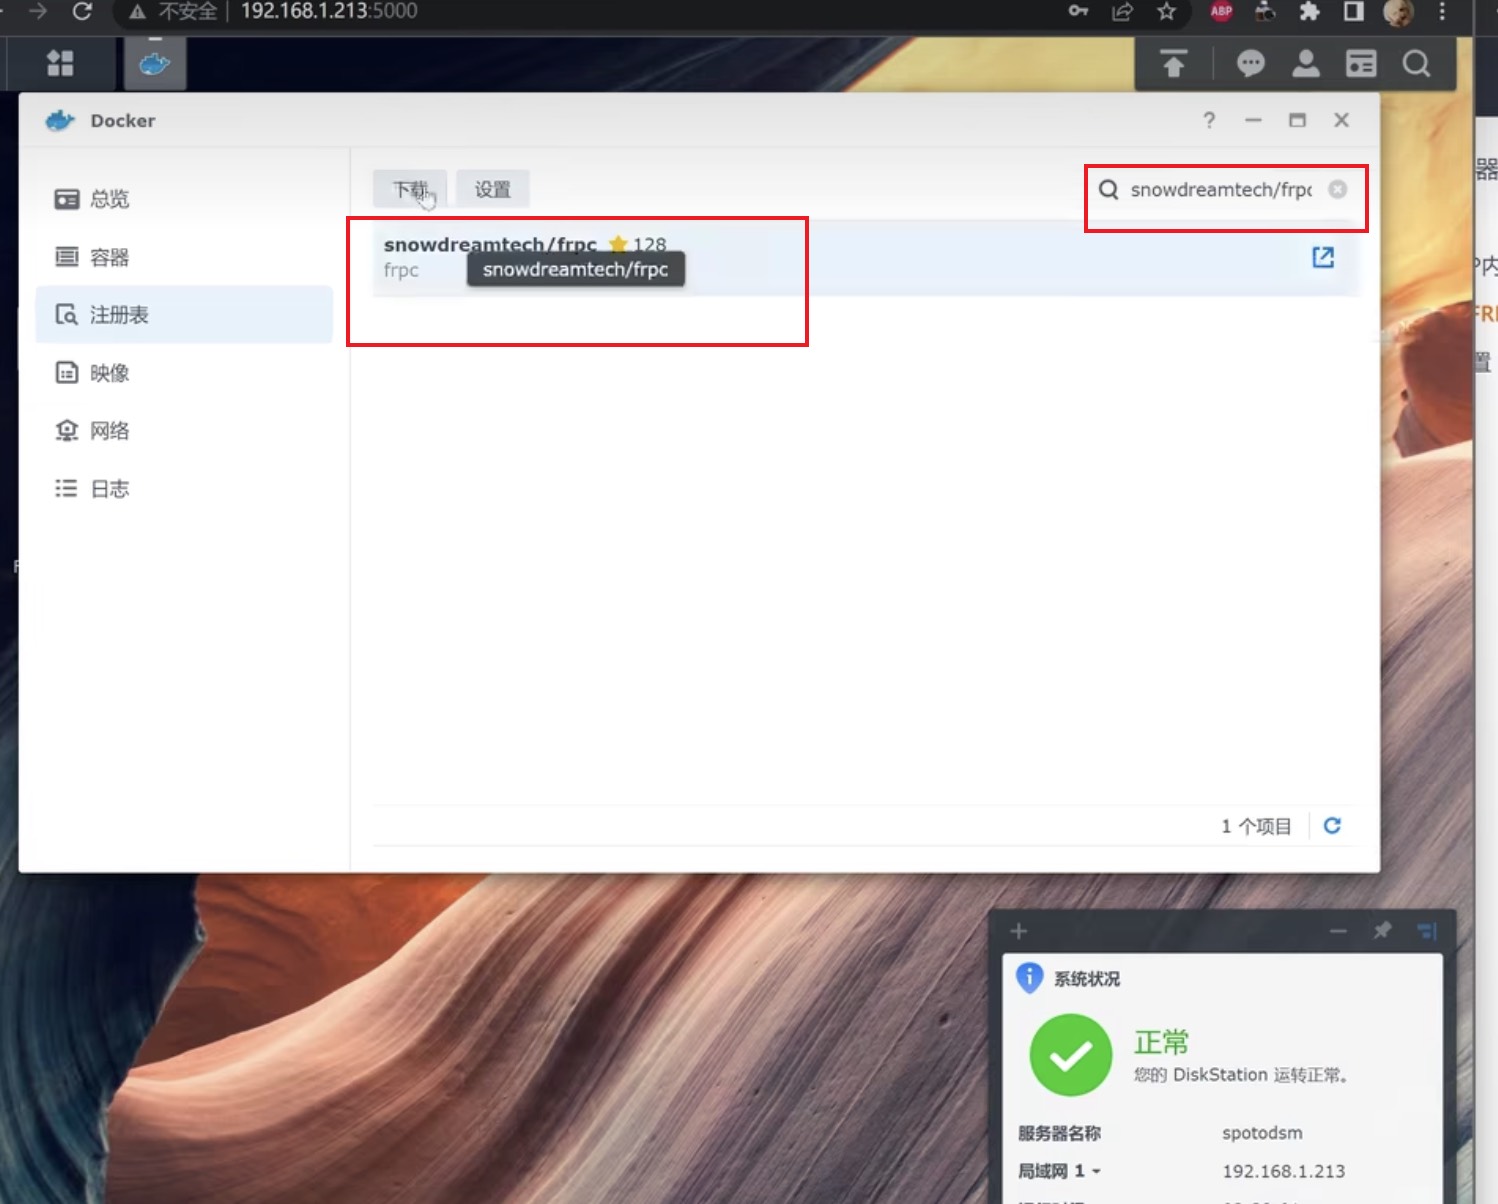 不安全 | 192.168.1.213:5000
ABP
Docker
总览
容器
注册表
映像
网络
日志
下载
设置
snowdreamtech/frpc
snowdreamtech/frpc 128
frpc
snowdreamtech/frpc
1 个项目
器
内
置
系统状况
正常
您的 DiskStation 运转正常。
服务器名称 spotodsm
局域网 1 192.168.1.213